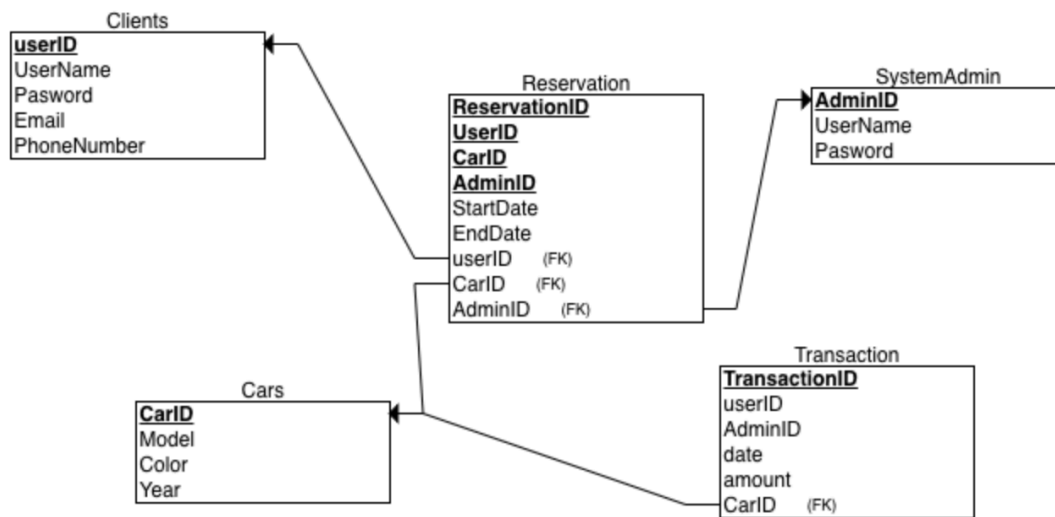 Clients
userID
UserName
Pasword
Email
PhoneNumber
Reservation
ReservationID
UserID
CarID
AdminID
StartDate
EndDate
userID (FK)
CarID (FK)
AdminID (FK)
SystemAdmin
AdminID
UserName
Pasword
Cars
CarID
Model
Color
Year
Transaction
TransactionID
userID
AdminID
date
amount
CarID (FK)